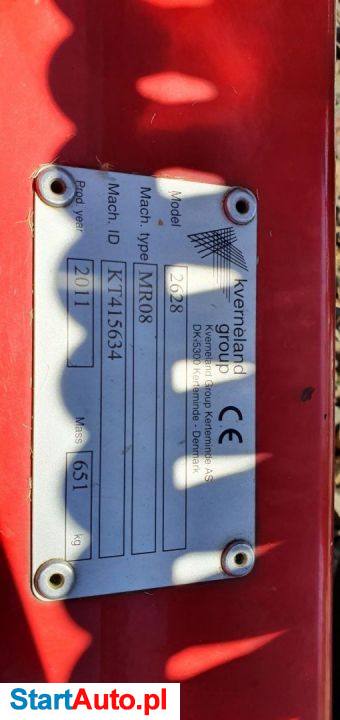 kverneland
group
CE
Kverneland Group Kerteminde AS
DK-5300 Kerteminde - Denmark
Model 2628
Mach. type MR08
Mach. ID KT415634
Prod. year 2011 Mass 651 kg
StartAuto.pl